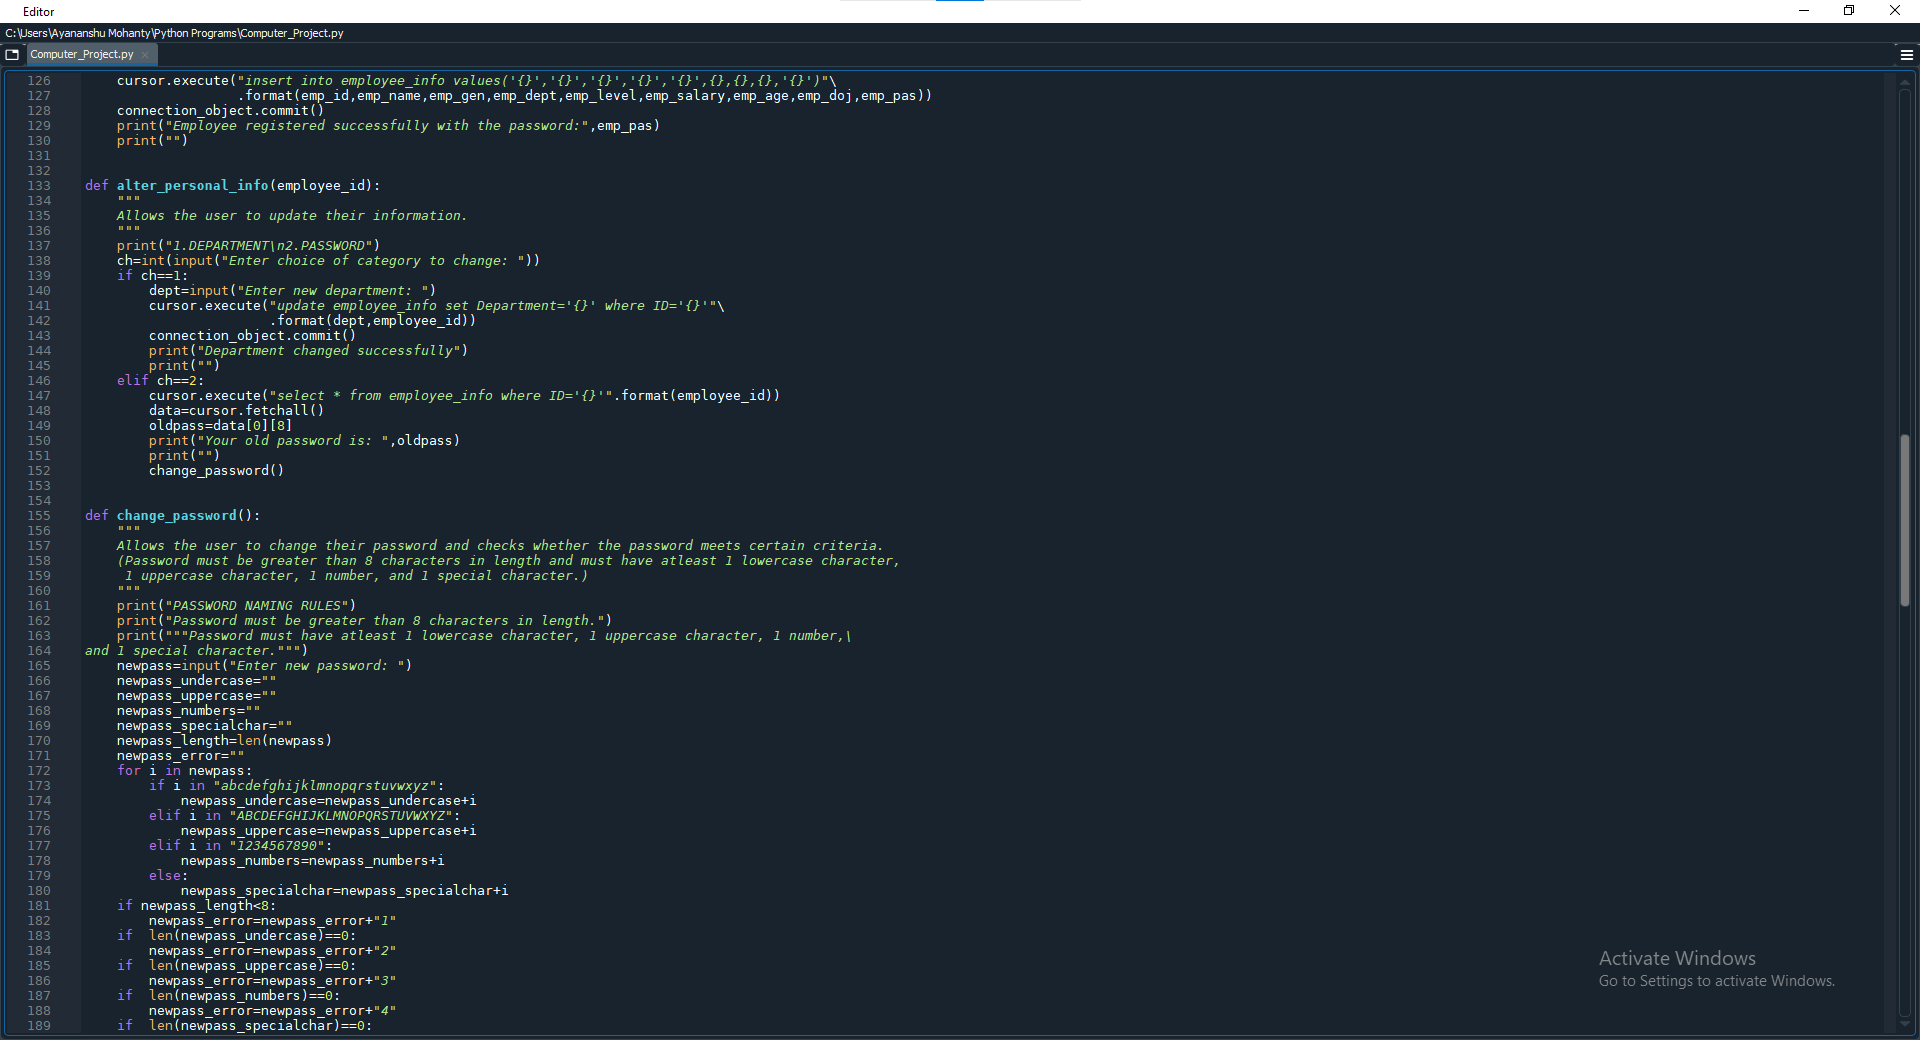 Editor
C:\Users\Ayananshu Mohanty\Python Programs\Computer_Project.py
Computer_Project.py
126     cursor.execute("insert into employee_info values('{}','{}','{}','{}','{}',{},{},{},'{}')"\
127                    .format(emp_id,emp_name,emp_gen,emp_dept,emp_level,emp_salary,emp_age,emp_doj,emp_pas))
128     connection_object.commit()
129     print("Employee registered successfully with the password:",emp_pas)
130     print("")
131
132
133 def alter_personal_info(employee_id):
134     """
135     Allows the user to update their information.
136     """
137     print("1.DEPARTMENT\n2.PASSWORD")
138     ch=int(input("Enter choice of category to change: "))
139     if ch==1:
140         dept=input("Enter new department: ")
141         cursor.execute("update employee_info set Department='{}' where ID='{}'"\
142                        .format(dept,employee_id))
143         connection_object.commit()
144         print("Department changed successfully")
145         print("")
146     elif ch==2:
147         cursor.execute("select * from employee_info where ID='{}'".format(employee_id))
148         data=cursor.fetchall()
149         oldpass=data[0][8]
150         print("Your old password is: ",oldpass)
151         print("")
152         change_password()
153
154
155 def change_password():
156     """
157     Allows the user to change their password and checks whether the password meets certain criteria.
158     (Password must be greater than 8 characters in length and must have atleast 1 lowercase character,
159      1 uppercase character, 1 number, and 1 special character.)
160     """
161     print("PASSWORD NAMING RULES")
162     print("Password must be greater than 8 characters in length.")
163     print("""Password must have atleast 1 lowercase character, 1 uppercase character, 1 number,\
164 and 1 special character.""")
165     newpass=input("Enter new password: ")
166     newpass_undercase=""
167     newpass_uppercase=""
168     newpass_numbers=""
169     newpass_specialchar=""
170     newpass_length=len(newpass)
171     newpass_error=""
172     for i in newpass:
173         if i in "abcdefghijklmnopqrstuvwxyz":
174             newpass_undercase=newpass_undercase+i
175         elif i in "ABCDEFGHIJKLMNOPQRSTUVWXYZ":
176             newpass_uppercase=newpass_uppercase+i
177         elif i in "1234567890":
178             newpass_numbers=newpass_numbers+i
179         else:
180             newpass_specialchar=newpass_specialchar+i
181     if newpass_length<8:
182         newpass_error=newpass_error+"1"
183     if  len(newpass_undercase)==0:
184         newpass_error=newpass_error+"2"
185     if  len(newpass_uppercase)==0:
186         newpass_error=newpass_error+"3"
187     if  len(newpass_numbers)==0:
188         newpass_error=newpass_error+"4"
189     if  len(newpass_specialchar)==0:
Activate Windows
Go to Settings to activate Windows.